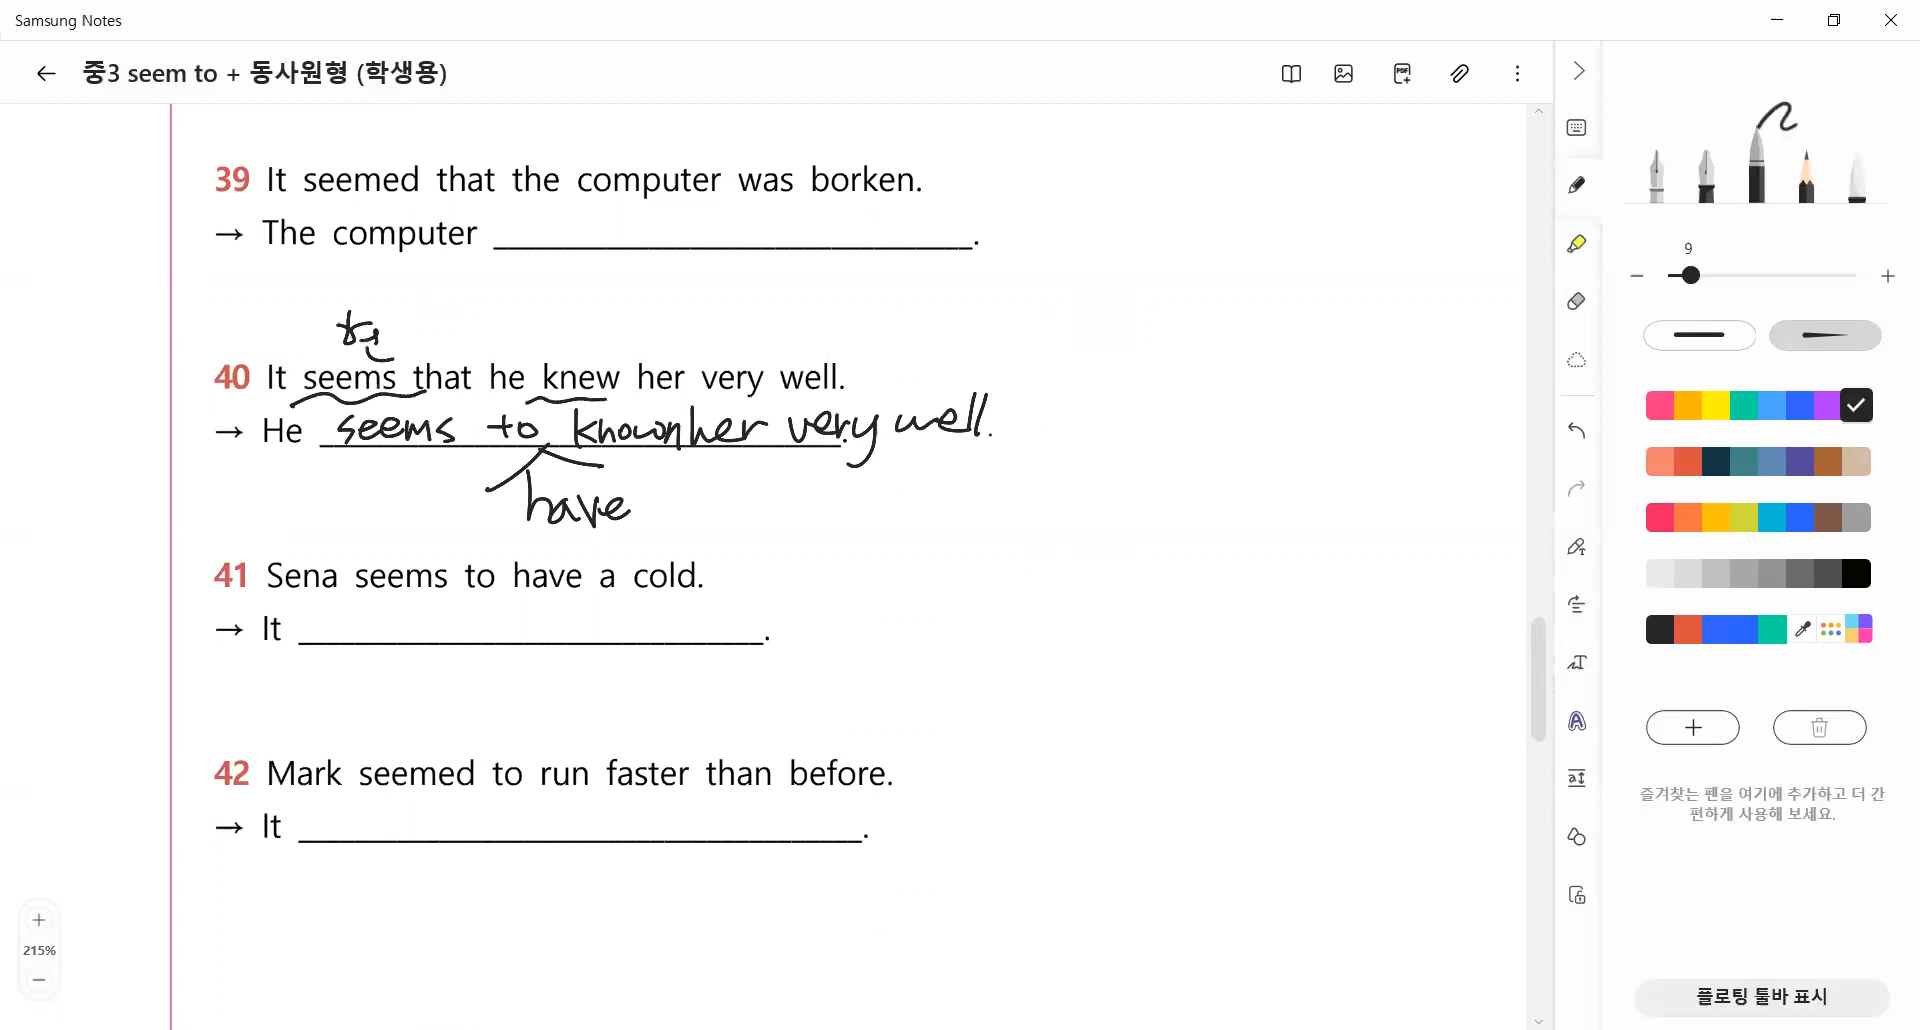 Samsung Notes
중3 seem to + 동사원형 (학생용)
39 It seemed that the computer was borken.
→ The computer ______________________________.
40 It seems that he knew her very well.
→ He seems to known her very well.
have
41 Sena seems to have a cold.
→ It ______________________________.
42 Mark seemed to run faster than before.
→ It ______________________________.
215%
9
즐겨찾는 펜을 여기에 추가하고 더 간
편하게 사용해 보세요.
플로팅 툴바 표시